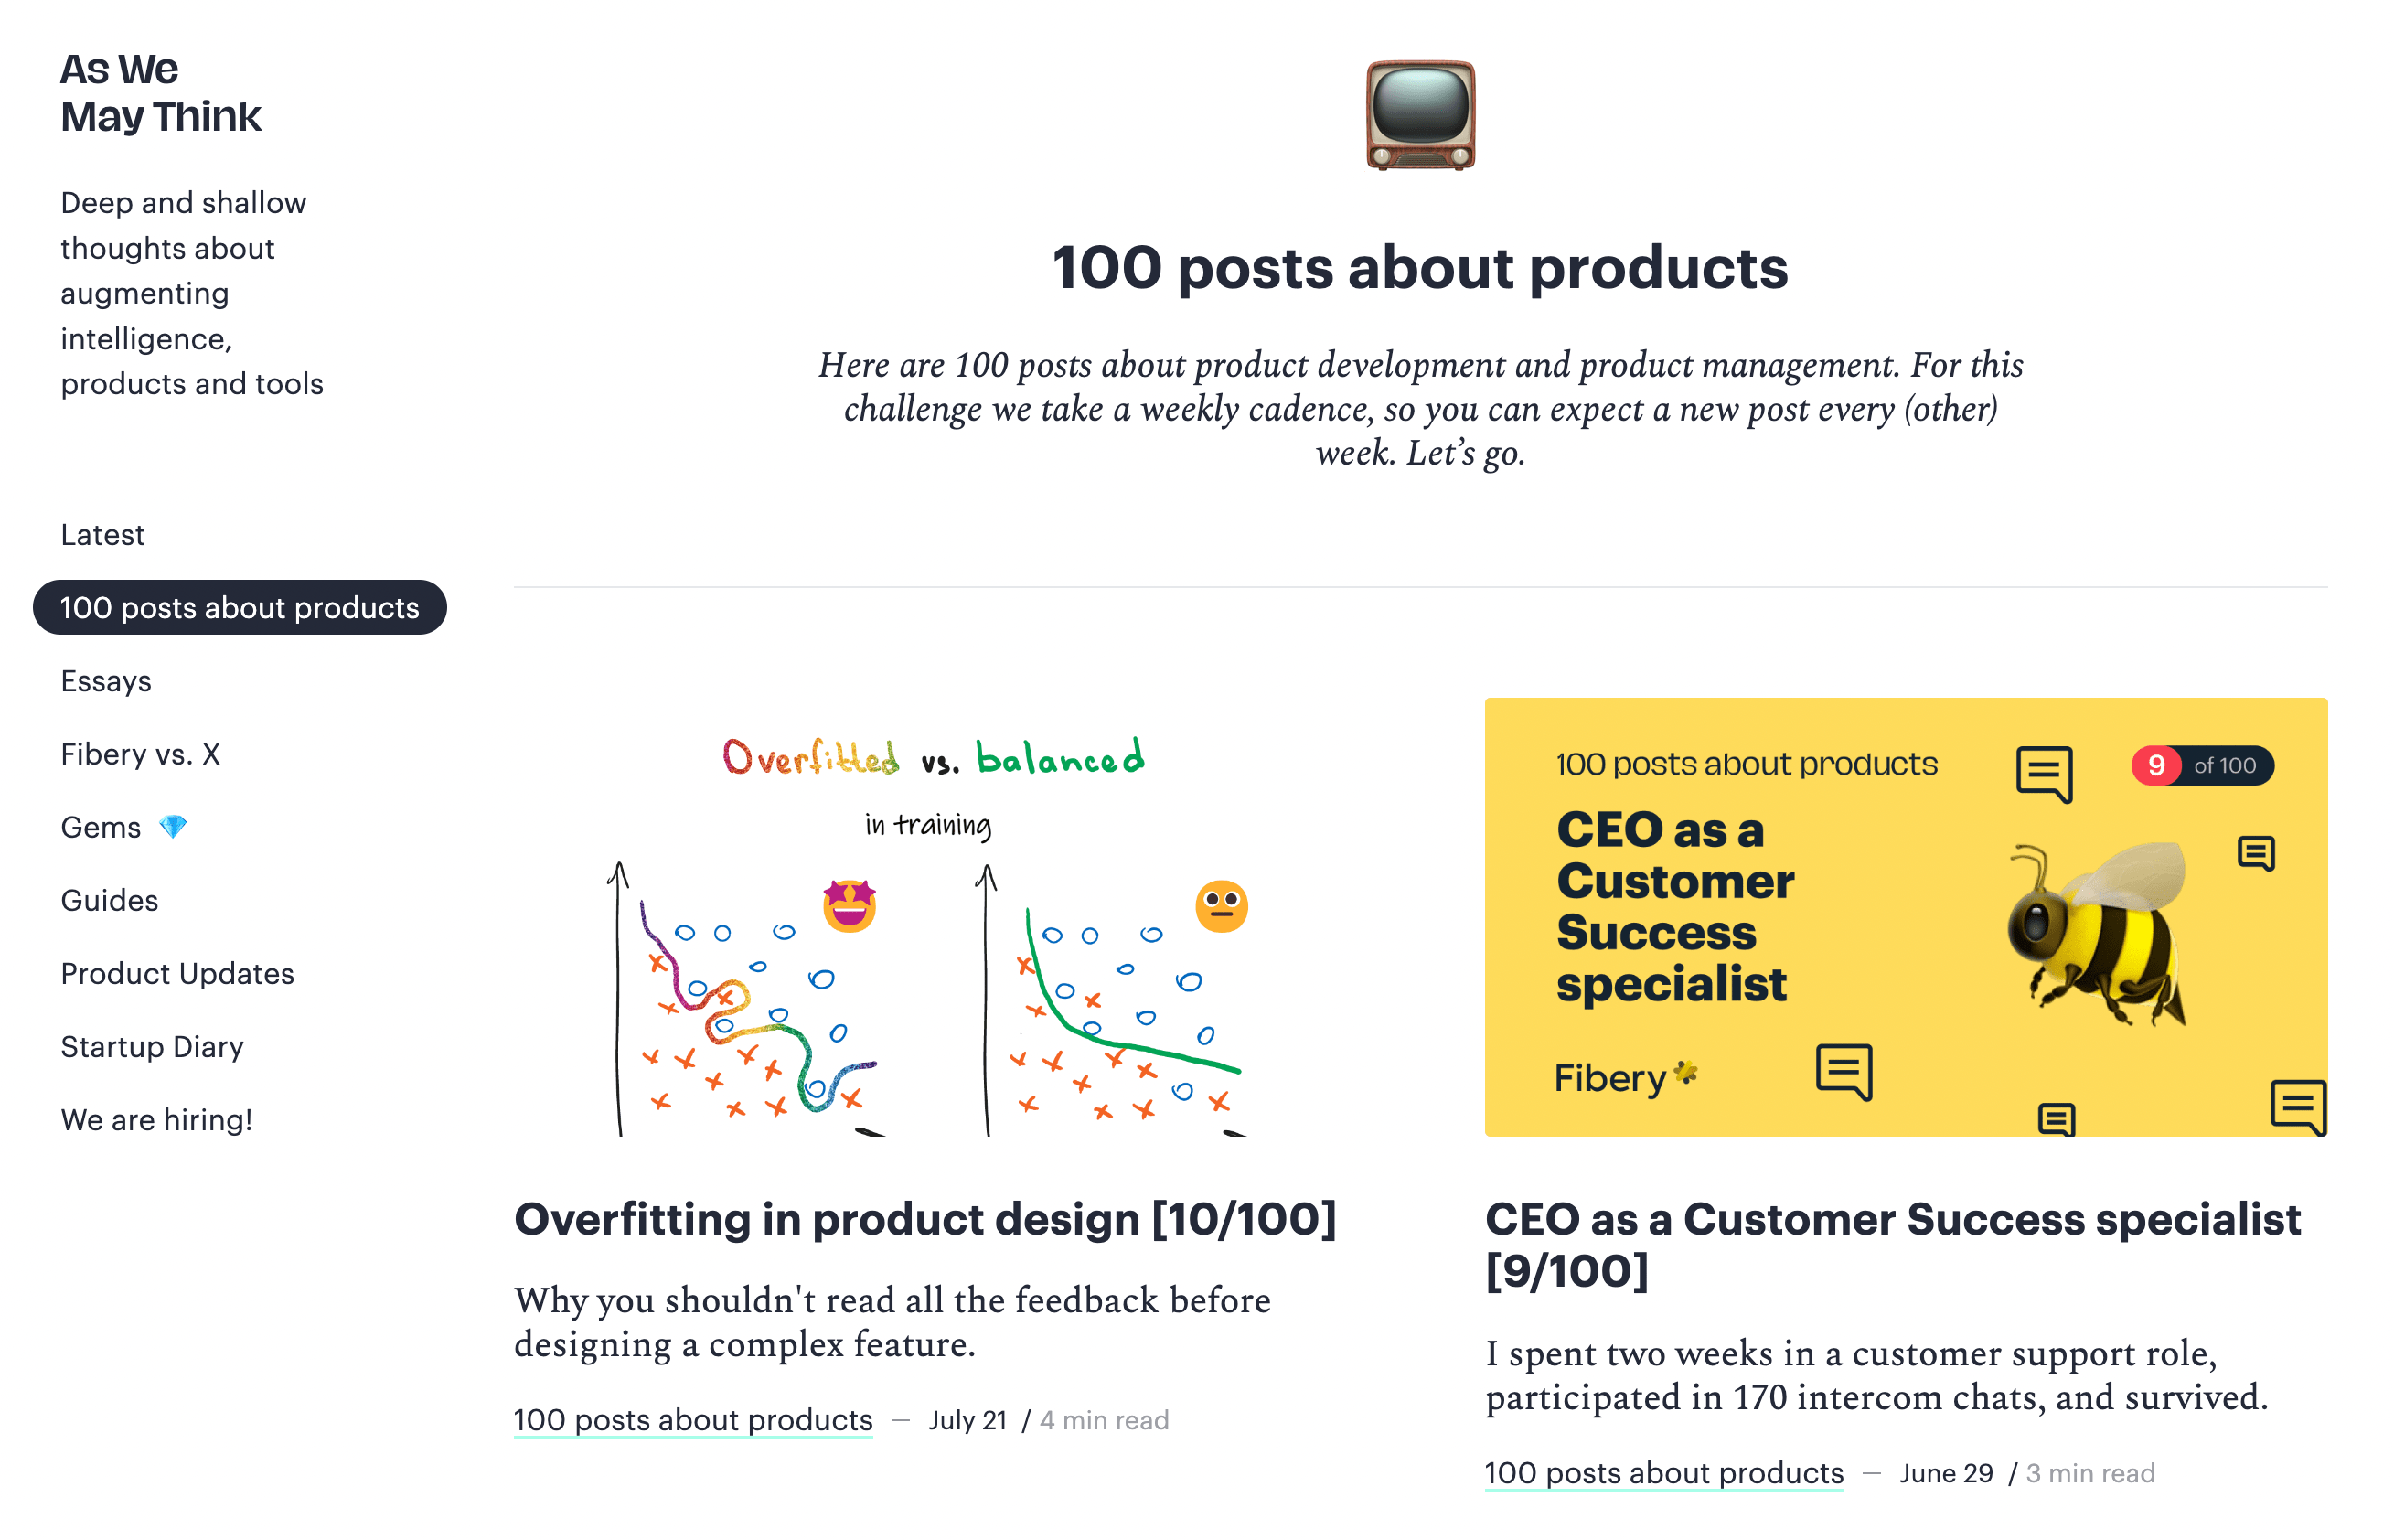 As We
May Think
Deep and shallow
thoughts about
augmenting
intelligence,
products and tools
Latest
100 posts about products
Essays
Fibery vs. X
Gems
Guides
Product Updates
Startup Diary
We are hiring!
100 posts about products
Here are 100 posts about product development and product management. For this
challenge we take a weekly cadence, so you can expect a new post every (other)
week. Let’s go.
Overfitted vs. balanced
in training
Overfitting in product design [10/100]
Why you shouldn't read all the feedback before
designing a complex feature.
100 posts about products — July 21 / 4 min read
100 posts about products
9 of 100
CEO as a
Customer
Success
specialist
Fibery
CEO as a Customer Success specialist
[9/100]
I spent two weeks in a customer support role,
participated in 170 intercom chats, and survived.
100 posts about products — June 29 / 3 min read